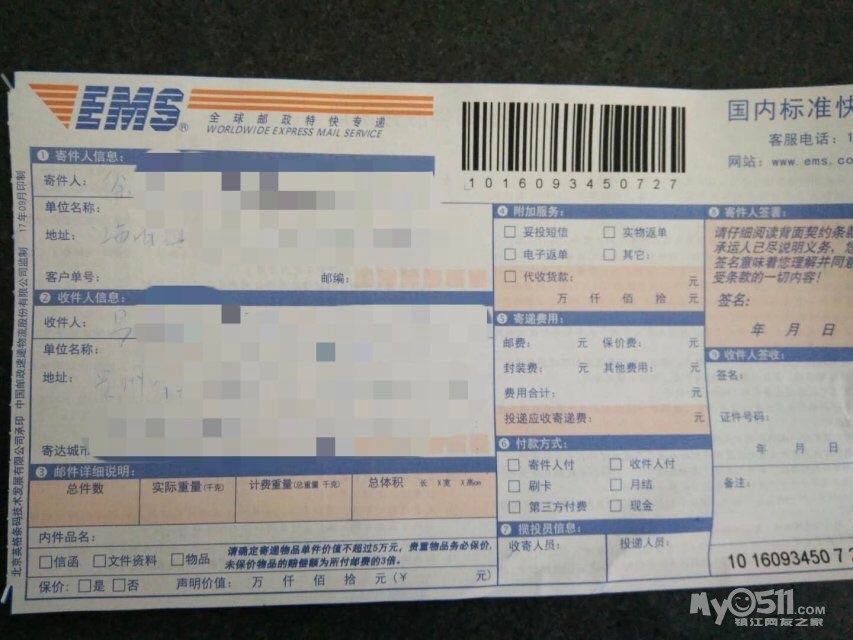 EMS®
全球邮政特快专递
WORLDWIDE EXPRESS MAIL SERVICE
1016093450727
国内标准快
客服电话：1
网站：www.ems.co
17年09月印制
中国邮政速递物流股份有限公司监制
北京英格条码技术发展有限公司承印
① 寄件人信息：
寄件人：
单位名称：
地址：
客户单号：
邮编：
② 收件人信息：
收件人：
单位名称：
地址：
寄达城市
③ 邮件详细说明：
总件数 实际重量(千克) 计费重量(总重量 千克) 总体积 长 X宽 X高cm
内件品名：
□信函 □文件资料 □物品
请确定寄递物品单件价值不超过5万元，贵重物品务必保价，
未保价物品的赔偿额为所付邮费的3倍。
保价：□是 □否 声明价值： 万 仟 佰 拾 元 (￥ 元)
④ 附加服务：
□ 妥投短信 □ 实物返单
□ 电子返单 □ 其它：
□ 代收货款： 元
万 仟 佰 拾 元
⑤ 寄递费用：
邮费： 元 保价费： 元
封装费： 元 其他费用： 元
费用合计： 元
投递应收寄递费： 元
⑥ 付款方式：
□ 寄件人付 □ 收件人付
□ 刷卡 □ 月结
□ 第三方付费 □ 现金
⑦ 揽投员信息：
收寄人员： 投递人员：
⑧ 寄件人签署：
请仔细阅读背面契约条款
承运人已尽说明义务，您
签名意味着您理解并同意
受条款的一切内容！
签名：
年 月 日
⑨ 收件人签收：
签名：
证件号码：
年 月 日
备注：
10 16093450 7
My0511.COM
镇江网友之家